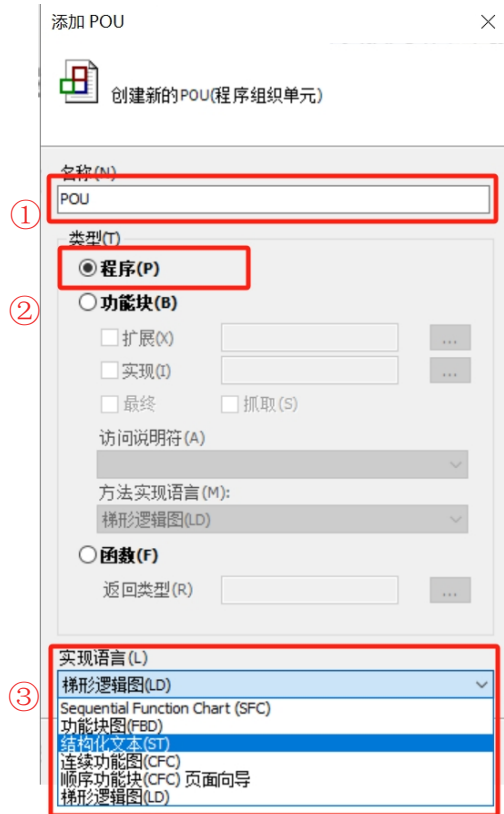 添加 POU
创建新的POU(程序组织单元)
名称(N)
①
POU
类型(T)
程序(P)
②
功能块(B)
扩展(X)
...
实现(I)
...
最终 抓取(S)
访问说明符(A)
方法实现语言(M):
梯形逻辑图(LD)
函数(F)
返回类型(R)
...
实现语言(L)
③
梯形逻辑图(LD)
Sequential Function Chart (SFC)
功能块图(FBD)
结构化文本(ST)
连续功能图(CFC)
顺序功能块(CFC) 页面向导
梯形逻辑图(LD)